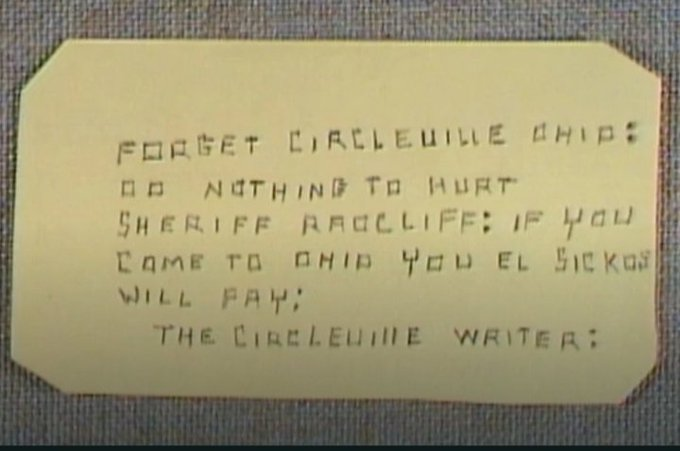 FORGET CIRCLEVILLE OHIO:
DO NOTHING TO HURT
SHERIFF RADCLIFF: IF YOU
COME TO OHIO YOU EL SICKOS
WILL PAY:
THE CIRCLEVILLE WRITER: